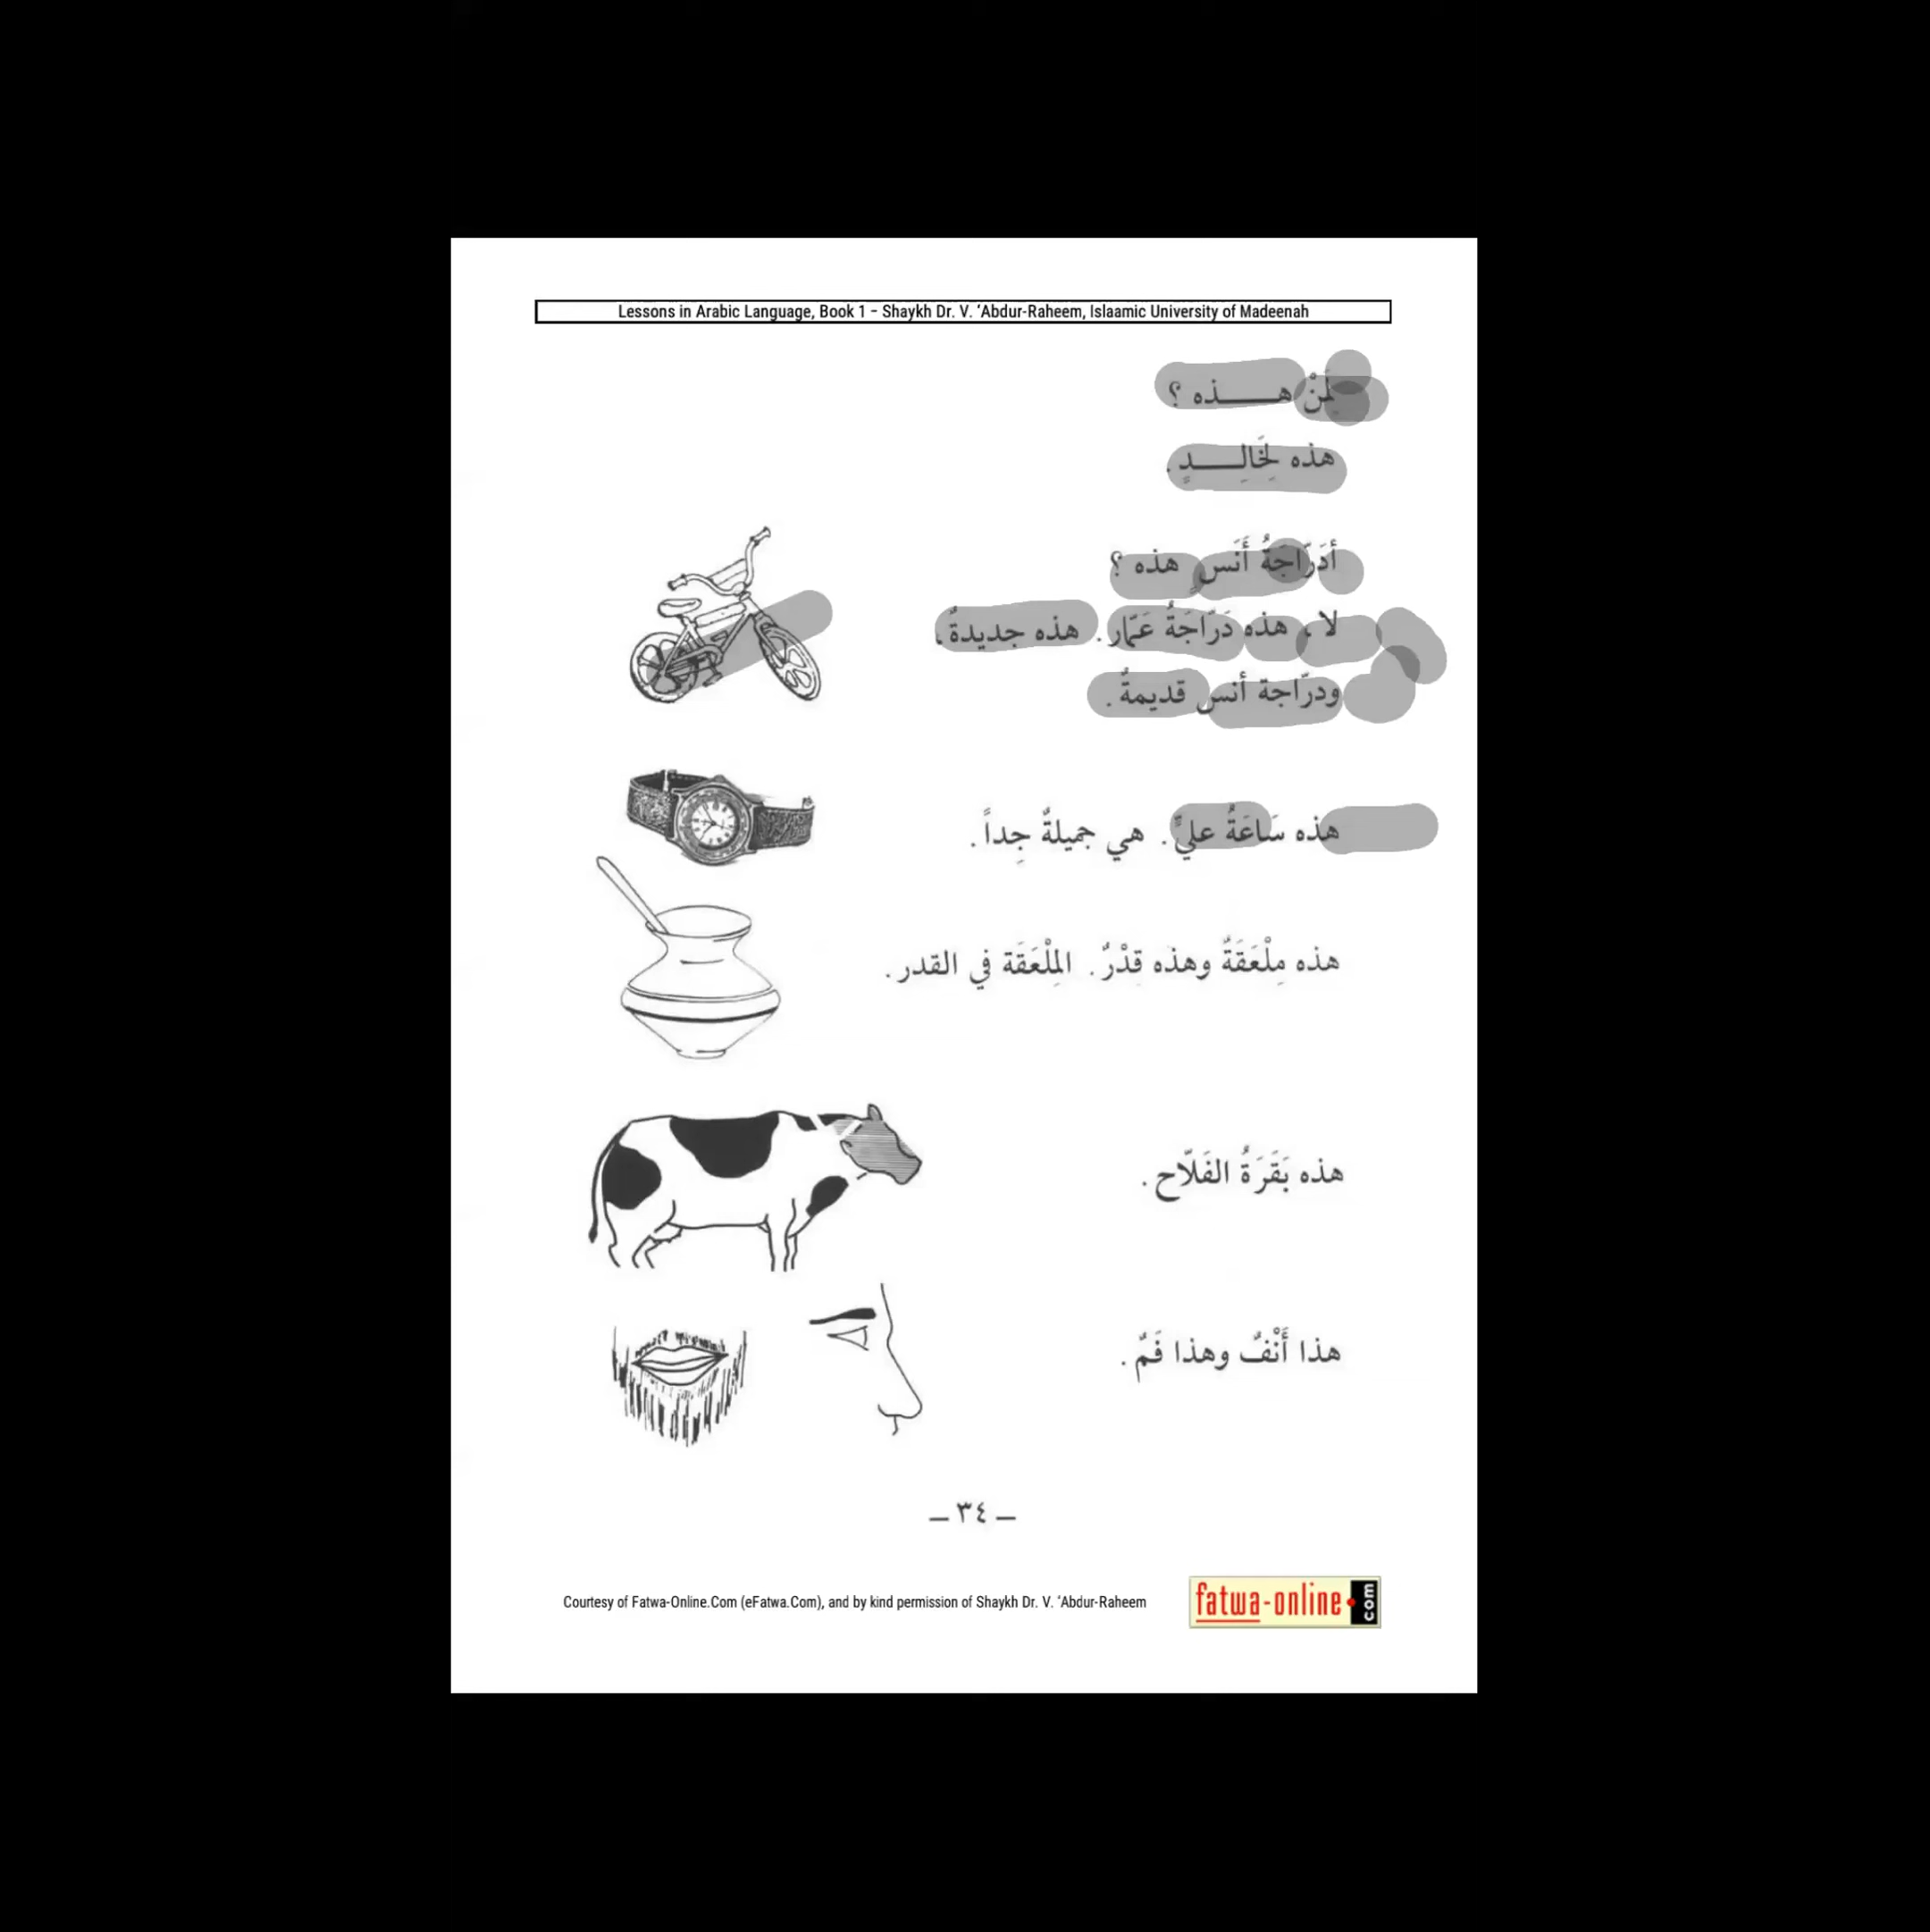 Lessons in Arabic Language, Book 1 - Shaykh Dr. V. ‘Abdur-Raheem, Islaamic University of Madeenah
لِمَنْ هـــــذه ؟
هذه لِخَالِـــــدٍ .
أدَرَّاجَةُ أَنَسٍ هذه ؟
لا ، هذه دَرَّاجَةُ عَمَّار . هذه جديدةٌ،
ودرّاجة أنس قديمةٌ .
هذه سَاعَةُ عليٍّ . هي جميلةٌ جِداً .
هذه مِلْعَقَةٌ وهذه قِدْرٌ . المِلْعَقَة في القدر .
هذه بَقَرَةُ الفَلّاح .
هذا أَنْفٌ وهذا فَمٌ .
– ٣٤ –
Courtesy of Fatwa-Online.Com (eFatwa.Com), and by kind permission of Shaykh Dr. V. ‘Abdur-Raheem
fatwa-online.com